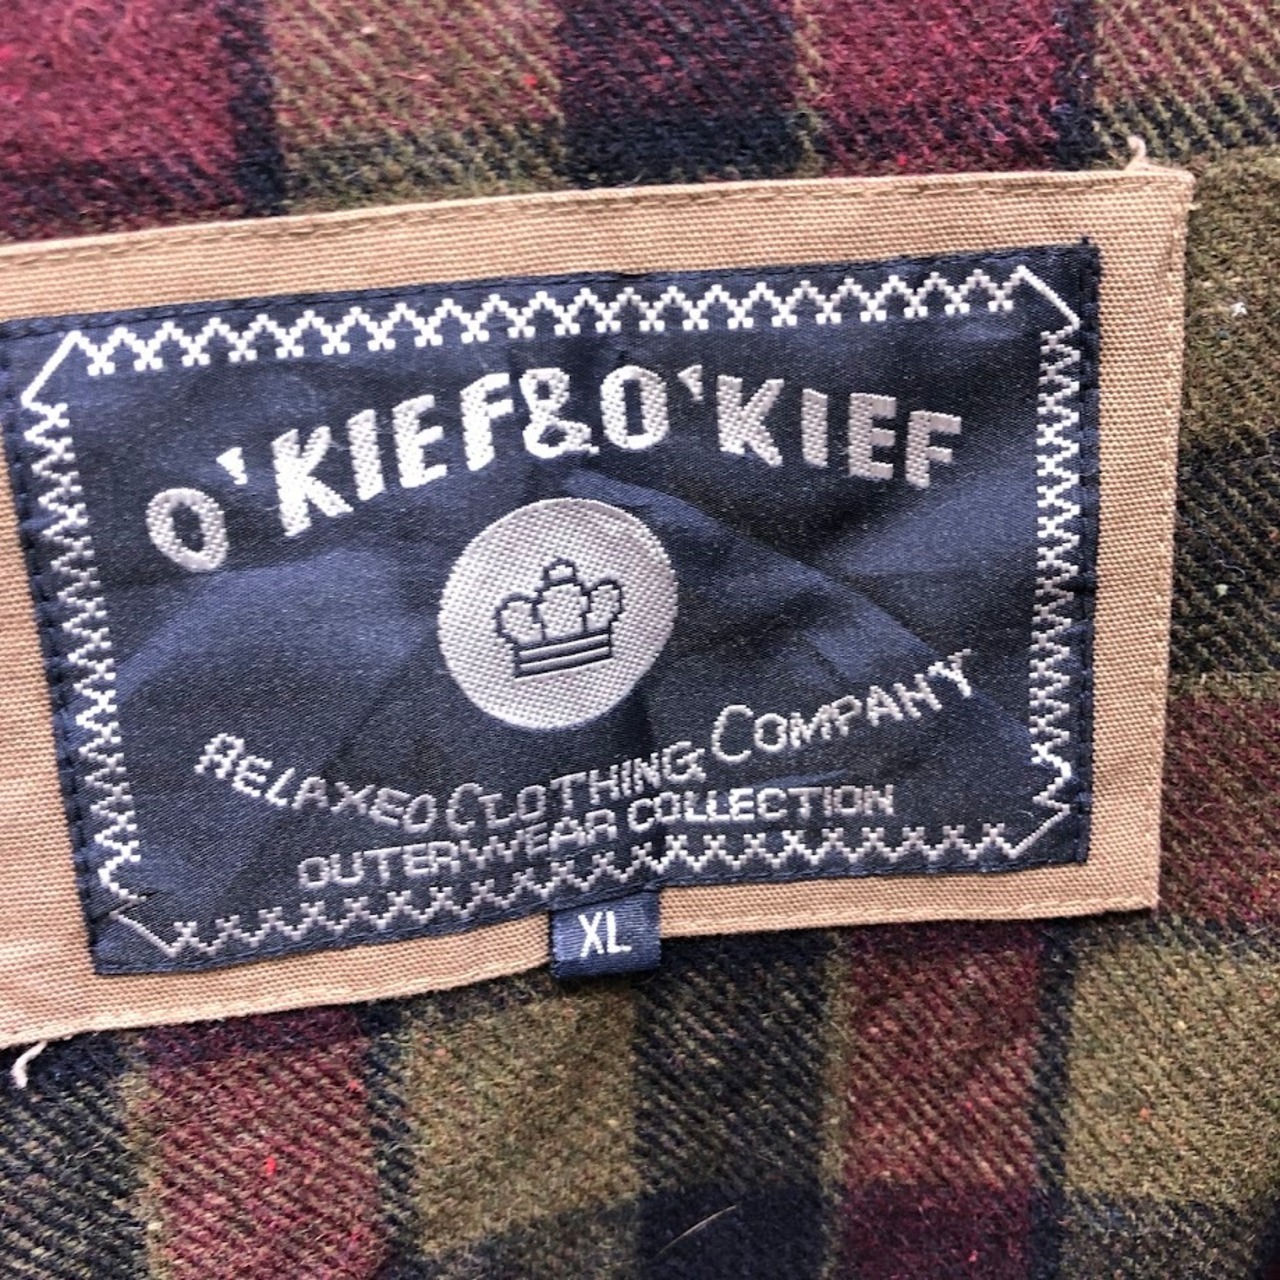 O'KIEF&O'KIEF
RELAXED CLOTHING COMPANY
OUTERWEAR COLLECTION
XL